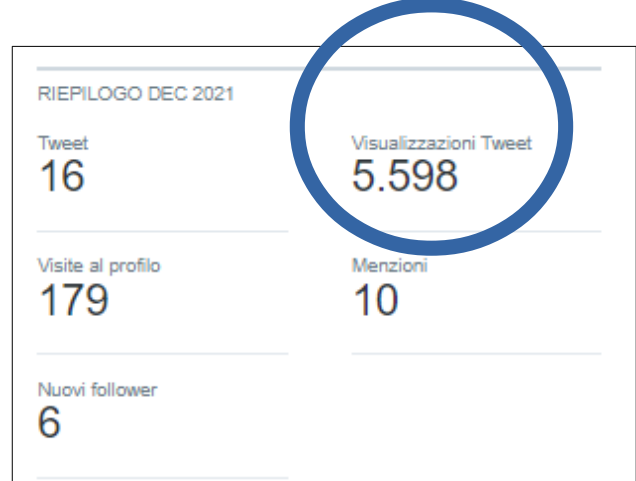 RIEPILOGO DEC 2021
Tweet
16
Visualizzazioni Tweet
5.598
Visite al profilo
179
Menzioni
10
Nuovi follower
6